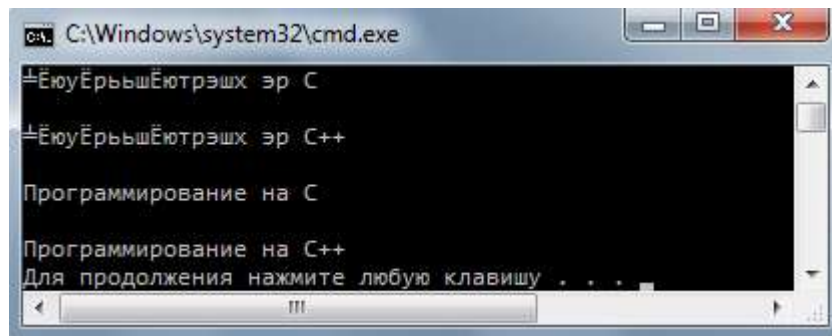 C:\Windows\system32\cmd.exe
╧ЁюуЁрььшЁютрэшх эр C
╧ЁюуЁрььшЁютрэшх эр C++
Программирование на C
Программирование на C++
Для продолжения нажмите любую клавишу . . .